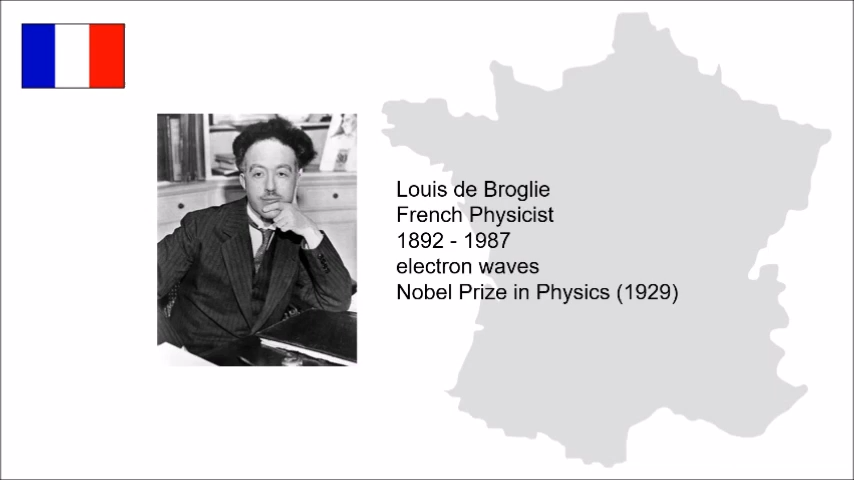 Louis de Broglie
French Physicist
1892 - 1987
electron waves
Nobel Prize in Physics (1929)